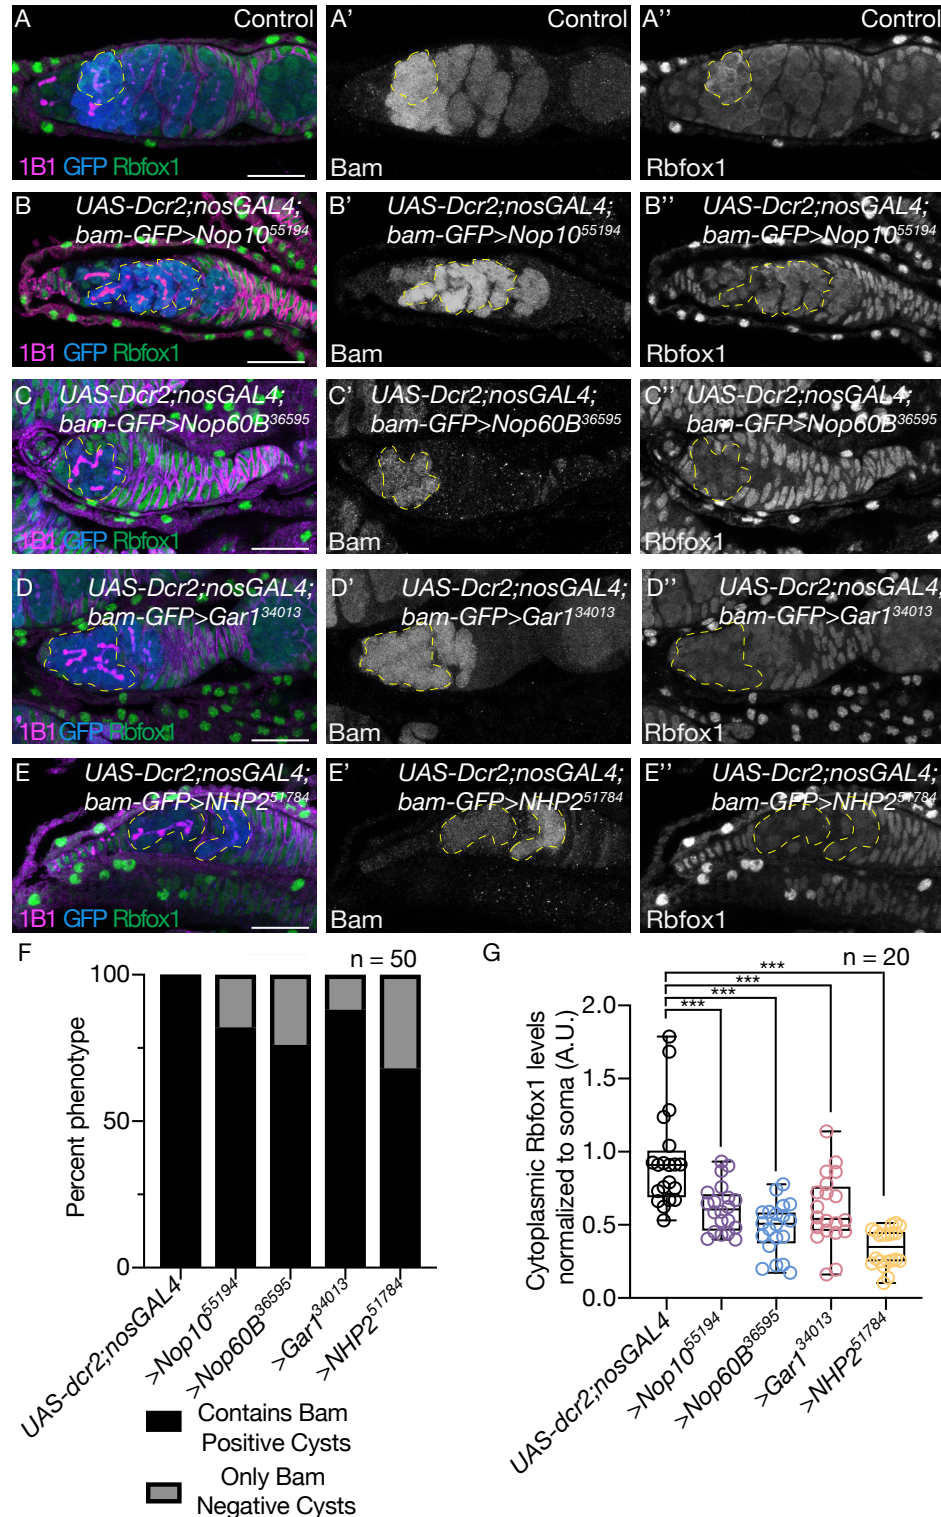 A Control
1B1 GFP Rbfox1
A' Control
Bam
A'' Control
Rbfox1
B UAS-Dcr2;nosGAL4;
bam-GFP>Nop10^55194
1B1 GFP Rbfox1
B' UAS-Dcr2;nosGAL4;
bam-GFP>Nop10^55194
Bam
B'' UAS-Dcr2;nosGAL4;
bam-GFP>Nop10^55194
Rbfox1
C UAS-Dcr2;nosGAL4;
bam-GFP>Nop60B^36595
1B1 GFP Rbfox1
C' UAS-Dcr2;nosGAL4;
bam-GFP>Nop60B^36595
Bam
C'' UAS-Dcr2;nosGAL4;
bam-GFP>Nop60B^36595
Rbfox1
D UAS-Dcr2;nosGAL4;
bam-GFP>Gar1^34013
1B1 GFP Rbfox1
D' UAS-Dcr2;nosGAL4;
bam-GFP>Gar1^34013
Bam
D'' UAS-Dcr2;nosGAL4;
bam-GFP>Gar1^34013
Rbfox1
E UAS-Dcr2;nosGAL4;
bam-GFP>NHP2^51784
1B1 GFP Rbfox1
E' UAS-Dcr2;nosGAL4;
bam-GFP>NHP2^51784
Bam
E'' UAS-Dcr2;nosGAL4;
bam-GFP>NHP2^51784
Rbfox1
F
n = 50
Percent phenotype
100
50
0
UAS-dcr2;nosGAL4
>Nop10^55194
>Nop60B^36595
>Gar1^34013
>NHP2^51784
Contains Bam
Positive Cysts
Only Bam
Negative Cysts
G
n = 20
***
***
***
***
Cytoplasmic Rbfox1 levels
normalized to soma (A.U.)
2.0
1.5
1.0
0.5
0.0
UAS-dcr2;nosGAL4
>Nop10^55194
>Nop60B^36595
>Gar1^34013
>NHP2^51784